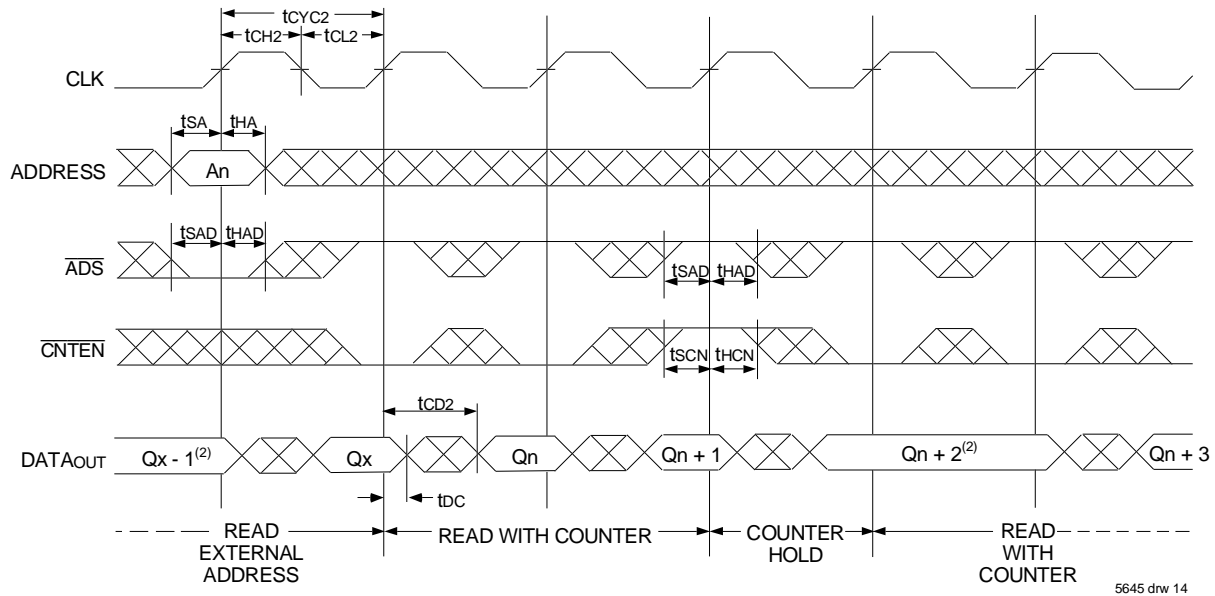 tCYC2
tCH2 tCL2
CLK
tSA tHA
ADDRESS An
tSAD tHAD
ADS
tSAD tHAD
CNTEN
tSCN tHCN
tCD2
DATAOUT Qx - 1(2) Qx Qn Qn + 1 Qn + 2(2) Qn + 3
tDC
READ EXTERNAL ADDRESS
READ WITH COUNTER
COUNTER HOLD
READ WITH COUNTER
5645 drw 14